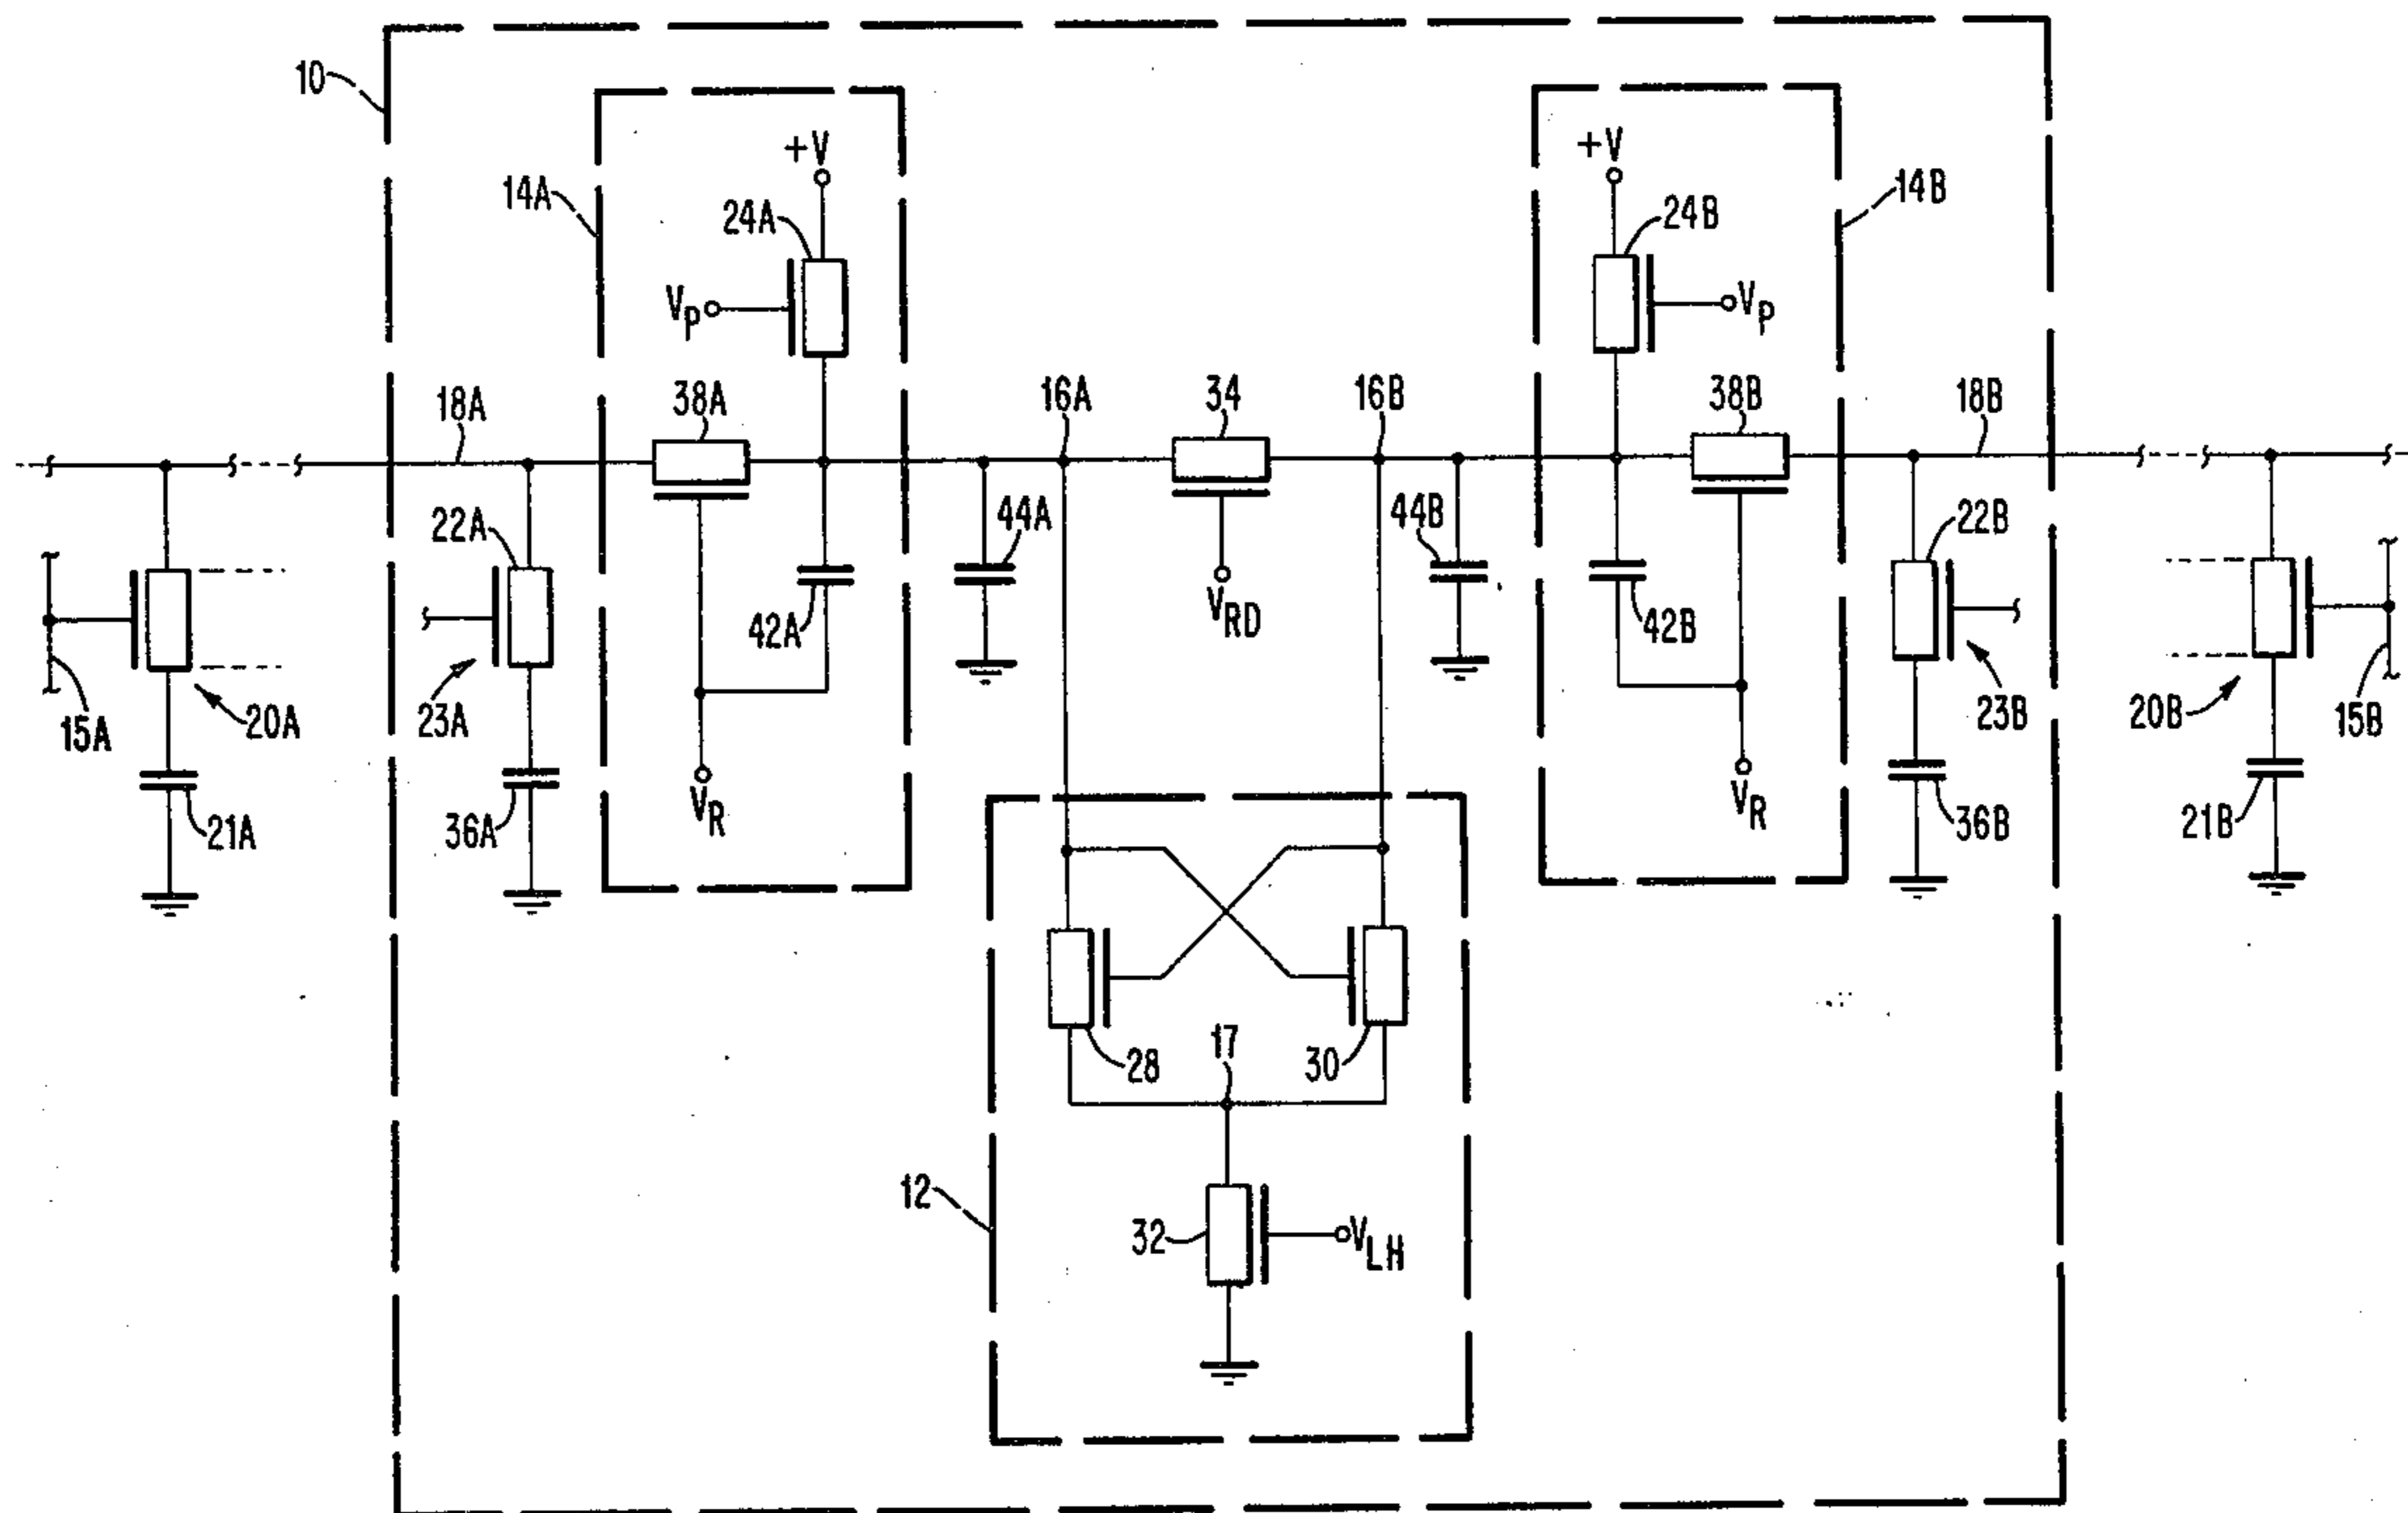 10
+V
+V
14A
14B
24A
24B
VP
VP
18A
38A
16A
34
16B
38B
18B
22A
44A
44B
22B
VRD
42A
42B
15A
20A
23A
23B
20B
15B
VR
VR
21A
36A
36B
21B
28
17
30
12
32
VLH